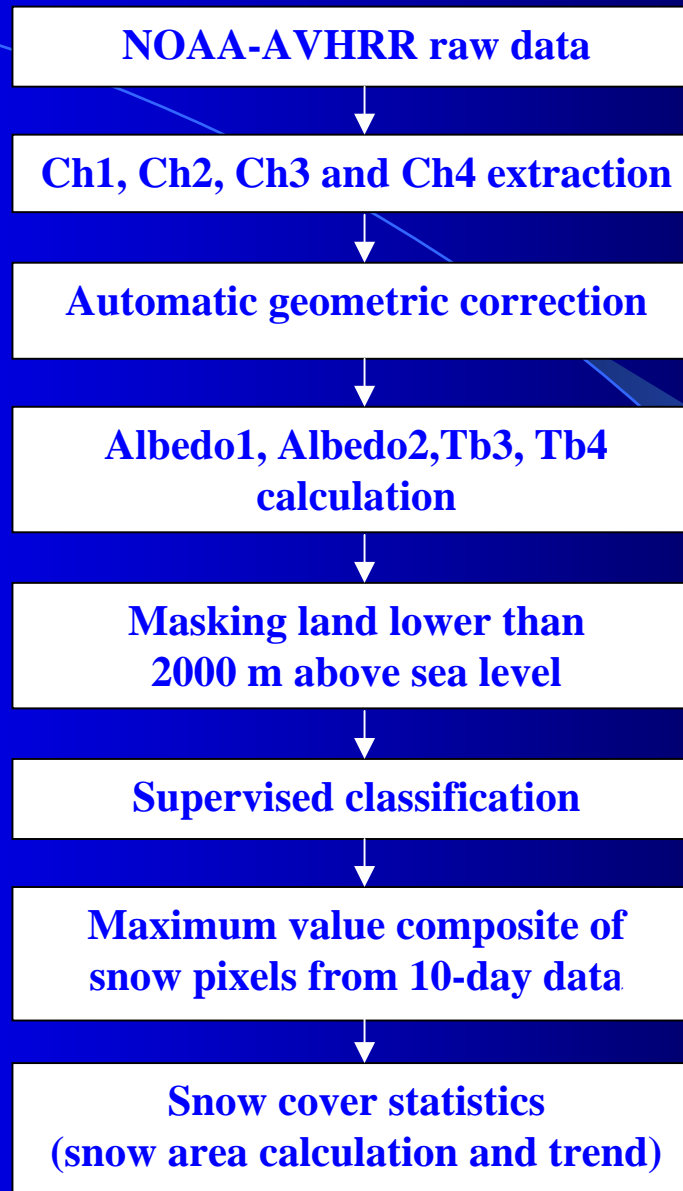 NOAA-AVHRR raw data
Ch1, Ch2, Ch3 and Ch4 extraction
Automatic geometric correction
Albedo1, Albedo2,Tb3, Tb4
calculation
Masking land lower than
2000 m above sea level
Supervised classification
Maximum value composite of
snow pixels from 10-day data.
Snow cover statistics
(snow area calculation and trend)